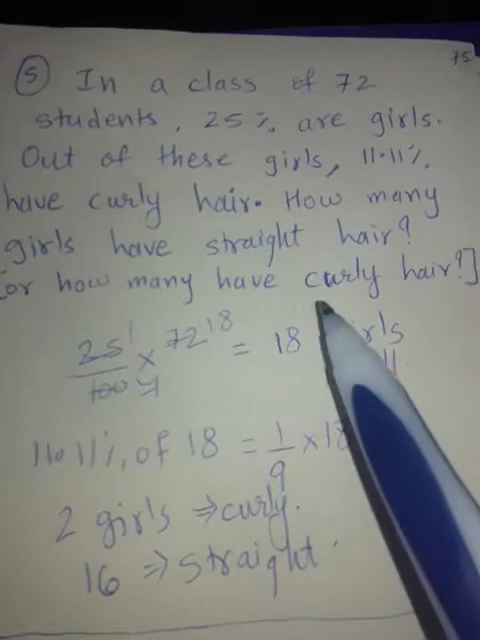 75
⑤ In a class of 72
students, 25% are girls.
Out of these girls, 11.11%
have curly hair. How many
girls have straight hair?
[or how many have curly hair?]
25/100 × 72 = 18
1 4 18
11.11% of 18 = 1/9 × 18
2 girls ⇒ curly.
16 ⇒ straight.